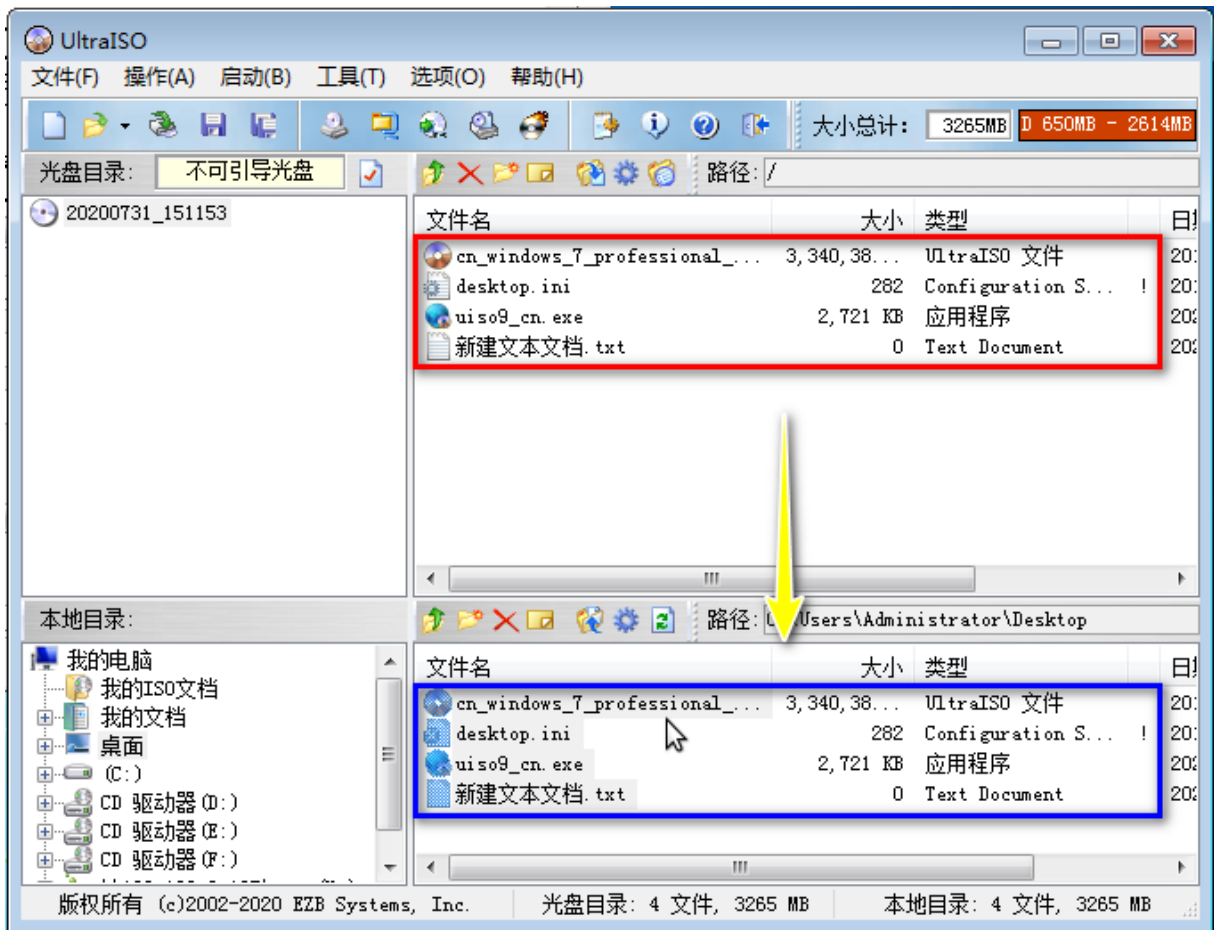 UltraISO
文件(F) 操作(A) 启动(B) 工具(T) 选项(O) 帮助(H)
大小总计: 3265MB D 650MB - 2614MB
光盘目录: 不可引导光盘 路径: /
20200731_151153
文件名 大小 类型
cn_windows_7_professional_... 3,340,38... UltraISO 文件
desktop.ini 282 Configuration S... !
uiso9_cn.exe 2,721 KB 应用程序
新建文本文档.txt 0 Text Document
本地目录: 路径: Users\Administrator\Desktop
我的电脑
我的ISO文档
我的文档
桌面
(C:)
CD 驱动器(D:)
CD 驱动器(E:)
CD 驱动器(F:)
文件名 大小 类型
cn_windows_7_professional_... 3,340,38... UltraISO 文件
desktop.ini 282 Configuration S... !
uiso9_cn.exe 2,721 KB 应用程序
新建文本文档.txt 0 Text Document
版权所有 (c)2002-2020 EZB Systems, Inc. 光盘目录: 4 文件, 3265 MB 本地目录: 4 文件, 3265 MB